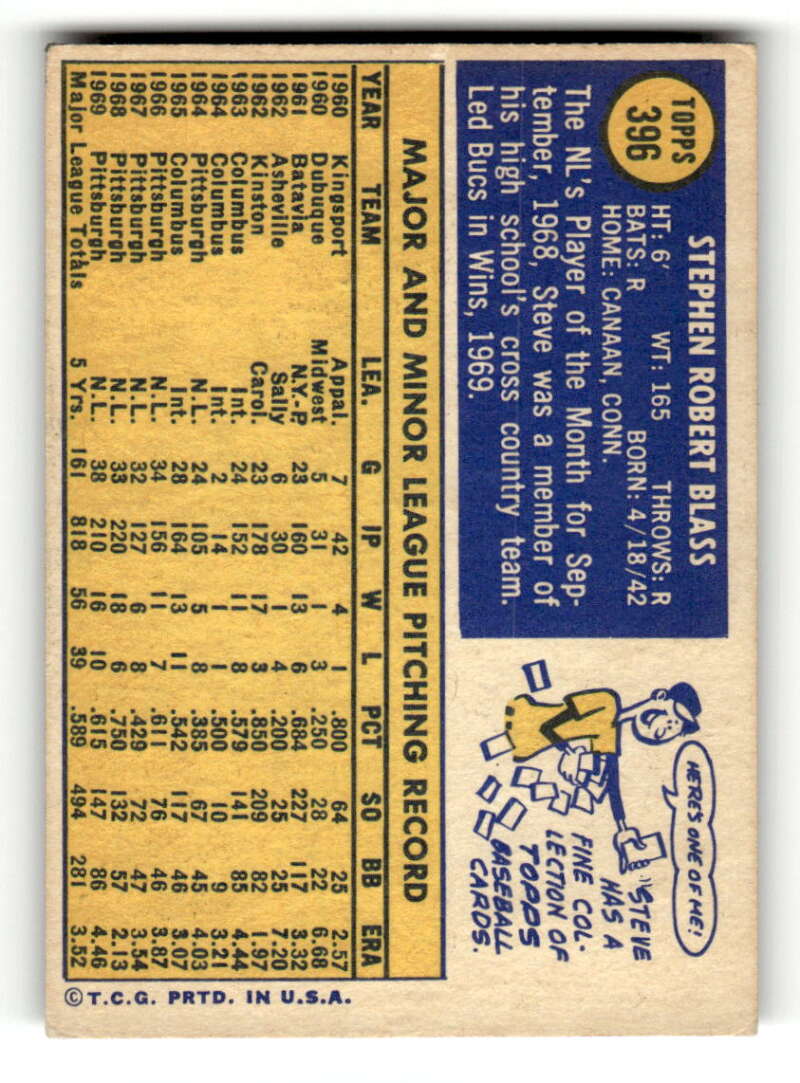 TOPPS
396
STEPHEN ROBERT BLASS
HT: 6' WT: 165 THROWS: R
BATS: R BORN: 4/18/42
HOME: CANAAN, CONN.
The NL's Player of the Month for Sep-
tember, 1968, Steve was a member of
his high school's cross country team.
Led Bucs in Wins, 1969.
HERE'S ONE OF ME!
STEVE
HAS A
FINE COL-
LECTION OF
TOPPS
BASEBALL
CARDS.
MAJOR AND MINOR LEAGUE PITCHING RECORD
YEAR TEAM LEA. G IP W L PCT SO BB ERA
1960 Kingsport Appal. 7 42 4 1 .800 64 25 2.57
1960 Dubuque Midwest 5 31 1 3 .250 28 22 6.68
1961 Batavia N.Y.-P. 23 160 13 6 .684 227 117 3.32
1962 Asheville Sally 6 30 1 4 .200 25 25 7.20
1962 Kinston Carol. 23 178 17 3 .850 209 82 1.97
1963 Columbus Int. 24 152 11 8 .579 141 85 4.44
1964 Columbus Int. 2 14 1 1 .500 10 9 3.21
1964 Pittsburgh N.L. 24 105 5 8 .385 67 45 4.03
1965 Columbus Int. 28 164 13 11 .542 117 46 3.07
1966 Pittsburgh N.L. 34 156 11 7 .611 76 46 3.87
1967 Pittsburgh N.L. 32 127 6 8 .429 72 47 3.54
1968 Pittsburgh N.L. 33 220 18 6 .750 132 57 2.13
1969 Pittsburgh N.L. 38 210 16 10 .615 147 86 4.46
Major League Totals 5 Yrs. 161 818 56 39 .589 494 281 3.52
© T.C.G. PRTD. IN U.S.A.